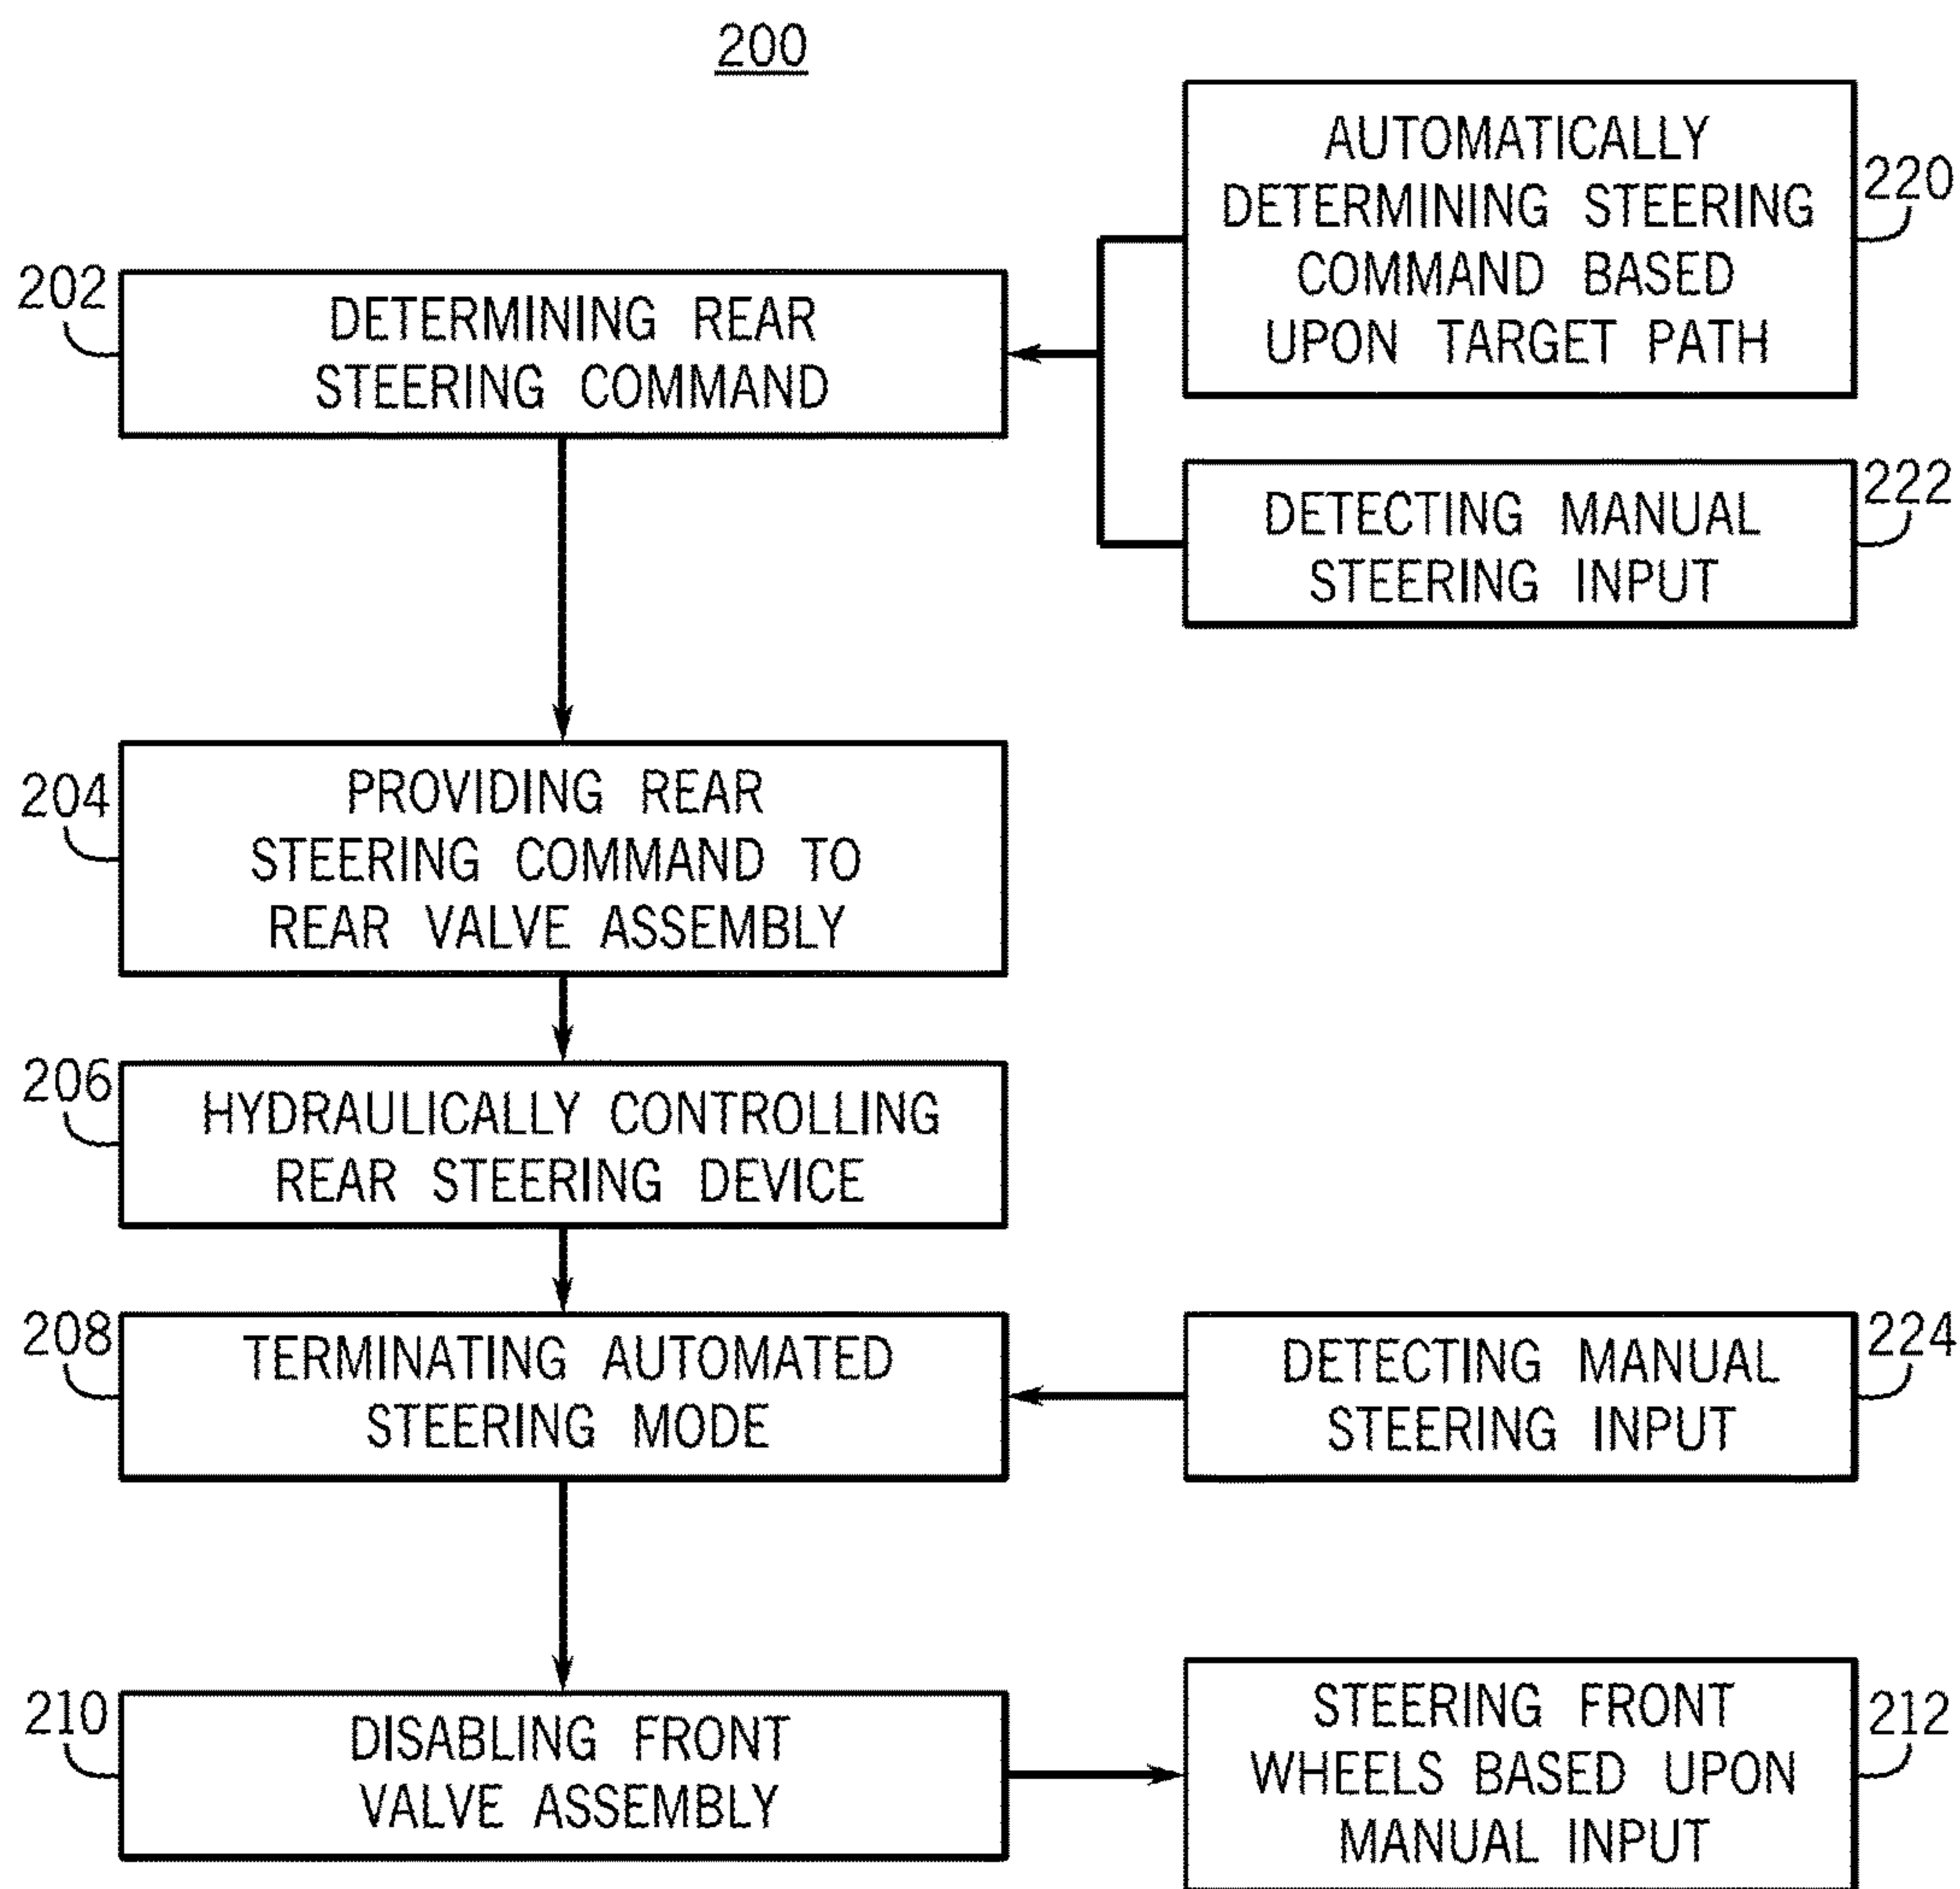 200
202
DETERMINING REAR
STEERING COMMAND
AUTOMATICALLY
DETERMINING STEERING
COMMAND BASED
UPON TARGET PATH
220
DETECTING MANUAL
STEERING INPUT
222
204
PROVIDING REAR
STEERING COMMAND TO
REAR VALVE ASSEMBLY
206
HYDRAULICALLY CONTROLLING
REAR STEERING DEVICE
208
TERMINATING AUTOMATED
STEERING MODE
DETECTING MANUAL
STEERING INPUT
224
210
DISABLING FRONT
VALVE ASSEMBLY
STEERING FRONT
WHEELS BASED UPON
MANUAL INPUT
212